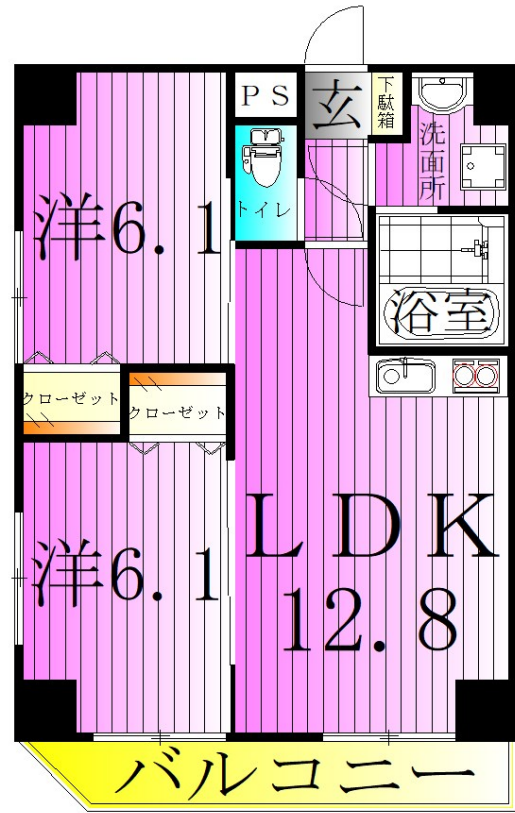 PS
玄
下駄箱
洗面所
トイレ
洋6.1
浴室
クローゼット
クローゼット
洋6.1
LDK
12.8
バルコニー